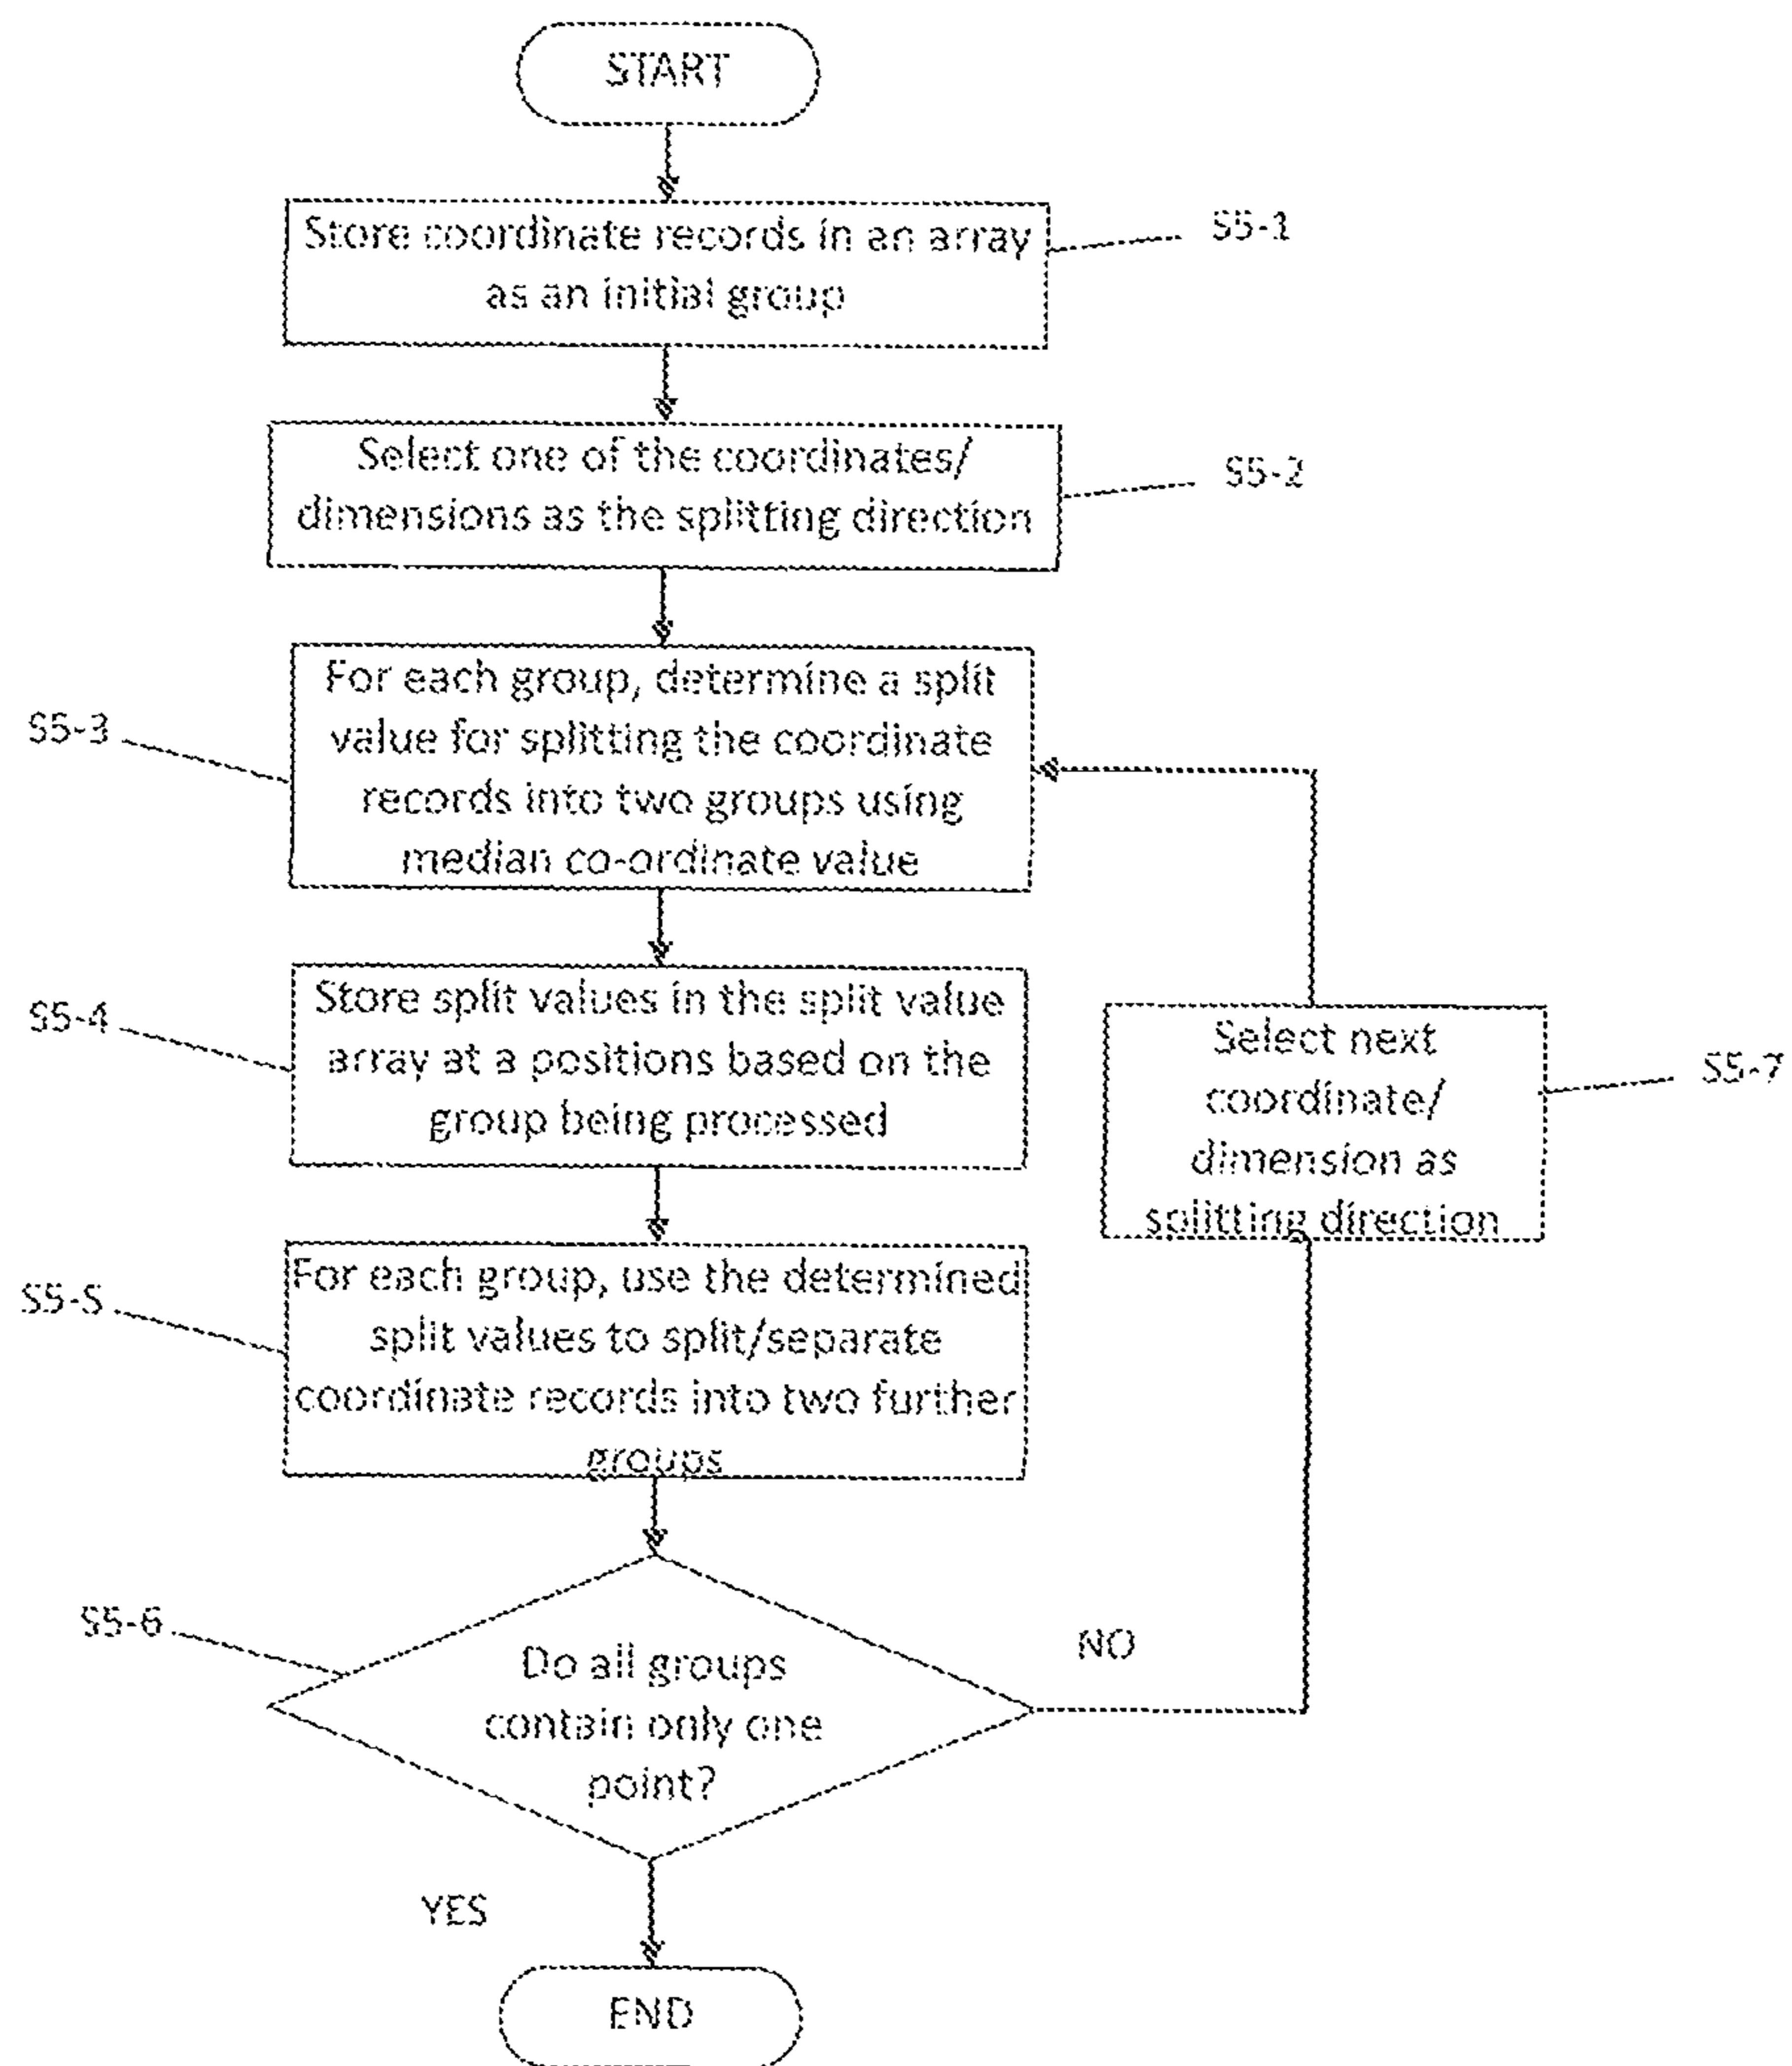 START
Store coordinate records in an array
as an initial group
S5-1
Select one of the coordinates/
dimensions as the splitting direction
S5-2
For each group, determine a split
value for splitting the coordinate
records into two groups using
median co-ordinate value
S5-3
Store split values in the split value
array at a positions based on the
group being processed
S5-4
Select next
coordinate/
dimension as
splitting direction
S5-7
For each group, use the determined
split values to split/separate
coordinate records into two further
groups
S5-5
Do all groups
contain only one
point?
S5-6
NO
YES
END